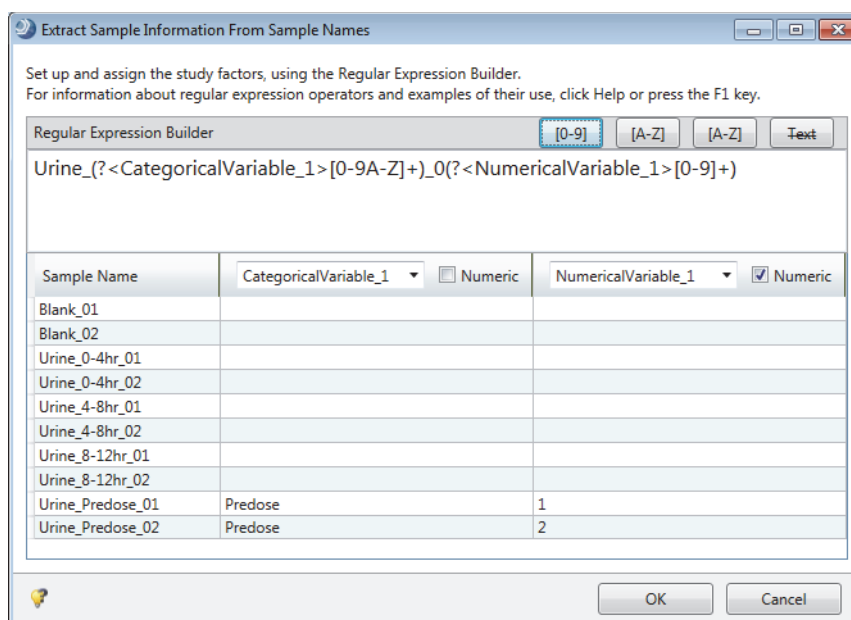 Extract Sample Information From Sample Names
Set up and assign the study factors, using the Regular Expression Builder.
For information about regular expression operators and examples of their use, click Help or press the F1 key.
Regular Expression Builder [0-9] [A-Z] [A-Z] Text
Urine_(?<CategoricalVariable_1>[0-9A-Z]+)_0(?<NumericalVariable_1>[0-9]+)
Sample Name CategoricalVariable_1 Numeric NumericalVariable_1 Numeric
Blank_01
Blank_02
Urine_0-4hr_01
Urine_0-4hr_02
Urine_4-8hr_01
Urine_4-8hr_02
Urine_8-12hr_01
Urine_8-12hr_02
Urine_Predose_01 Predose 1
Urine_Predose_02 Predose 2
OK Cancel